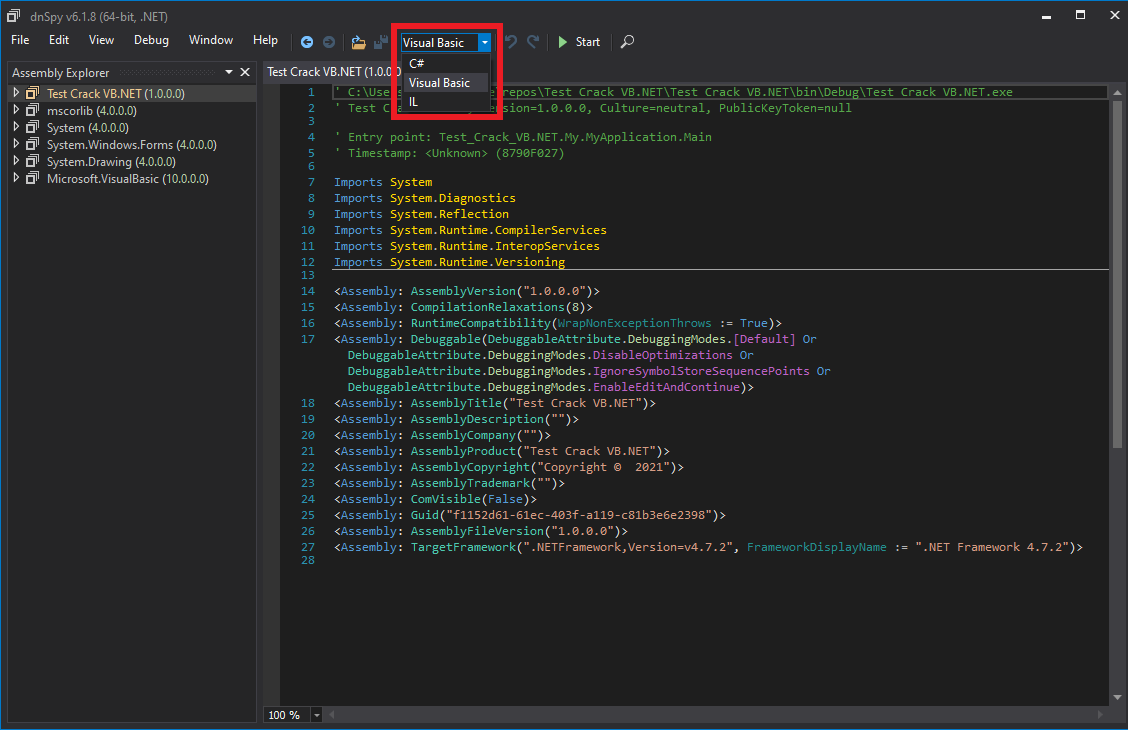 dnSpy v6.1.8 (64-bit, .NET)
File Edit View Debug Window Help Visual Basic Start
C#
Visual Basic
IL
Assembly Explorer
Test Crack VB.NET (1.0.0.0)
mscorlib (4.0.0.0)
System (4.0.0.0)
System.Windows.Forms (4.0.0.0)
System.Drawing (4.0.0.0)
Microsoft.VisualBasic (10.0.0.0)
Test Crack VB.NET (1.0.0.0
1 ' C:\Users repos\Test Crack VB.NET\Test Crack VB.NET\bin\Debug\Test Crack VB.NET.exe
2 ' Test C ersion=1.0.0.0, Culture=neutral, PublicKeyToken=null
3
4 ' Entry point: Test_Crack_VB.NET.My.MyApplication.Main
5 ' Timestamp: <Unknown> (8790F027)
6
7 Imports System
8 Imports System.Diagnostics
9 Imports System.Reflection
10 Imports System.Runtime.CompilerServices
11 Imports System.Runtime.InteropServices
12 Imports System.Runtime.Versioning
13
14 <Assembly: AssemblyVersion("1.0.0.0")>
15 <Assembly: CompilationRelaxations(8)>
16 <Assembly: RuntimeCompatibility(WrapNonExceptionThrows := True)>
17 <Assembly: Debuggable(DebuggableAttribute.DebuggingModes.[Default] Or
DebuggableAttribute.DebuggingModes.DisableOptimizations Or
DebuggableAttribute.DebuggingModes.IgnoreSymbolStoreSequencePoints Or
DebuggableAttribute.DebuggingModes.EnableEditAndContinue)>
18 <Assembly: AssemblyTitle("Test Crack VB.NET")>
19 <Assembly: AssemblyDescription("")>
20 <Assembly: AssemblyCompany("")>
21 <Assembly: AssemblyProduct("Test Crack VB.NET")>
22 <Assembly: AssemblyCopyright("Copyright ©  2021")>
23 <Assembly: AssemblyTrademark("")>
24 <Assembly: ComVisible(False)>
25 <Assembly: Guid("f1152d61-61ec-403f-a119-c81b3e6e2398")>
26 <Assembly: AssemblyFileVersion("1.0.0.0")>
27 <Assembly: TargetFramework(".NETFramework,Version=v4.7.2", FrameworkDisplayName := ".NET Framework 4.7.2")>
28
100 %